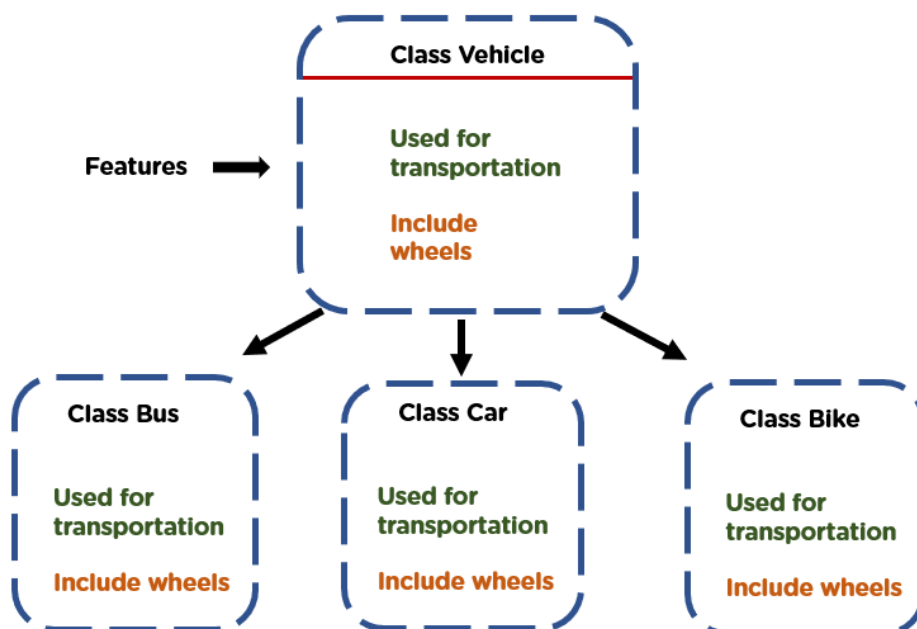 Class Vehicle
Features
Used for
transportation
Include
wheels
Class Bus
Used for
transportation
Include wheels
Class Car
Used for
transportation
Include wheels
Class Bike
Used for
transportation
Include wheels